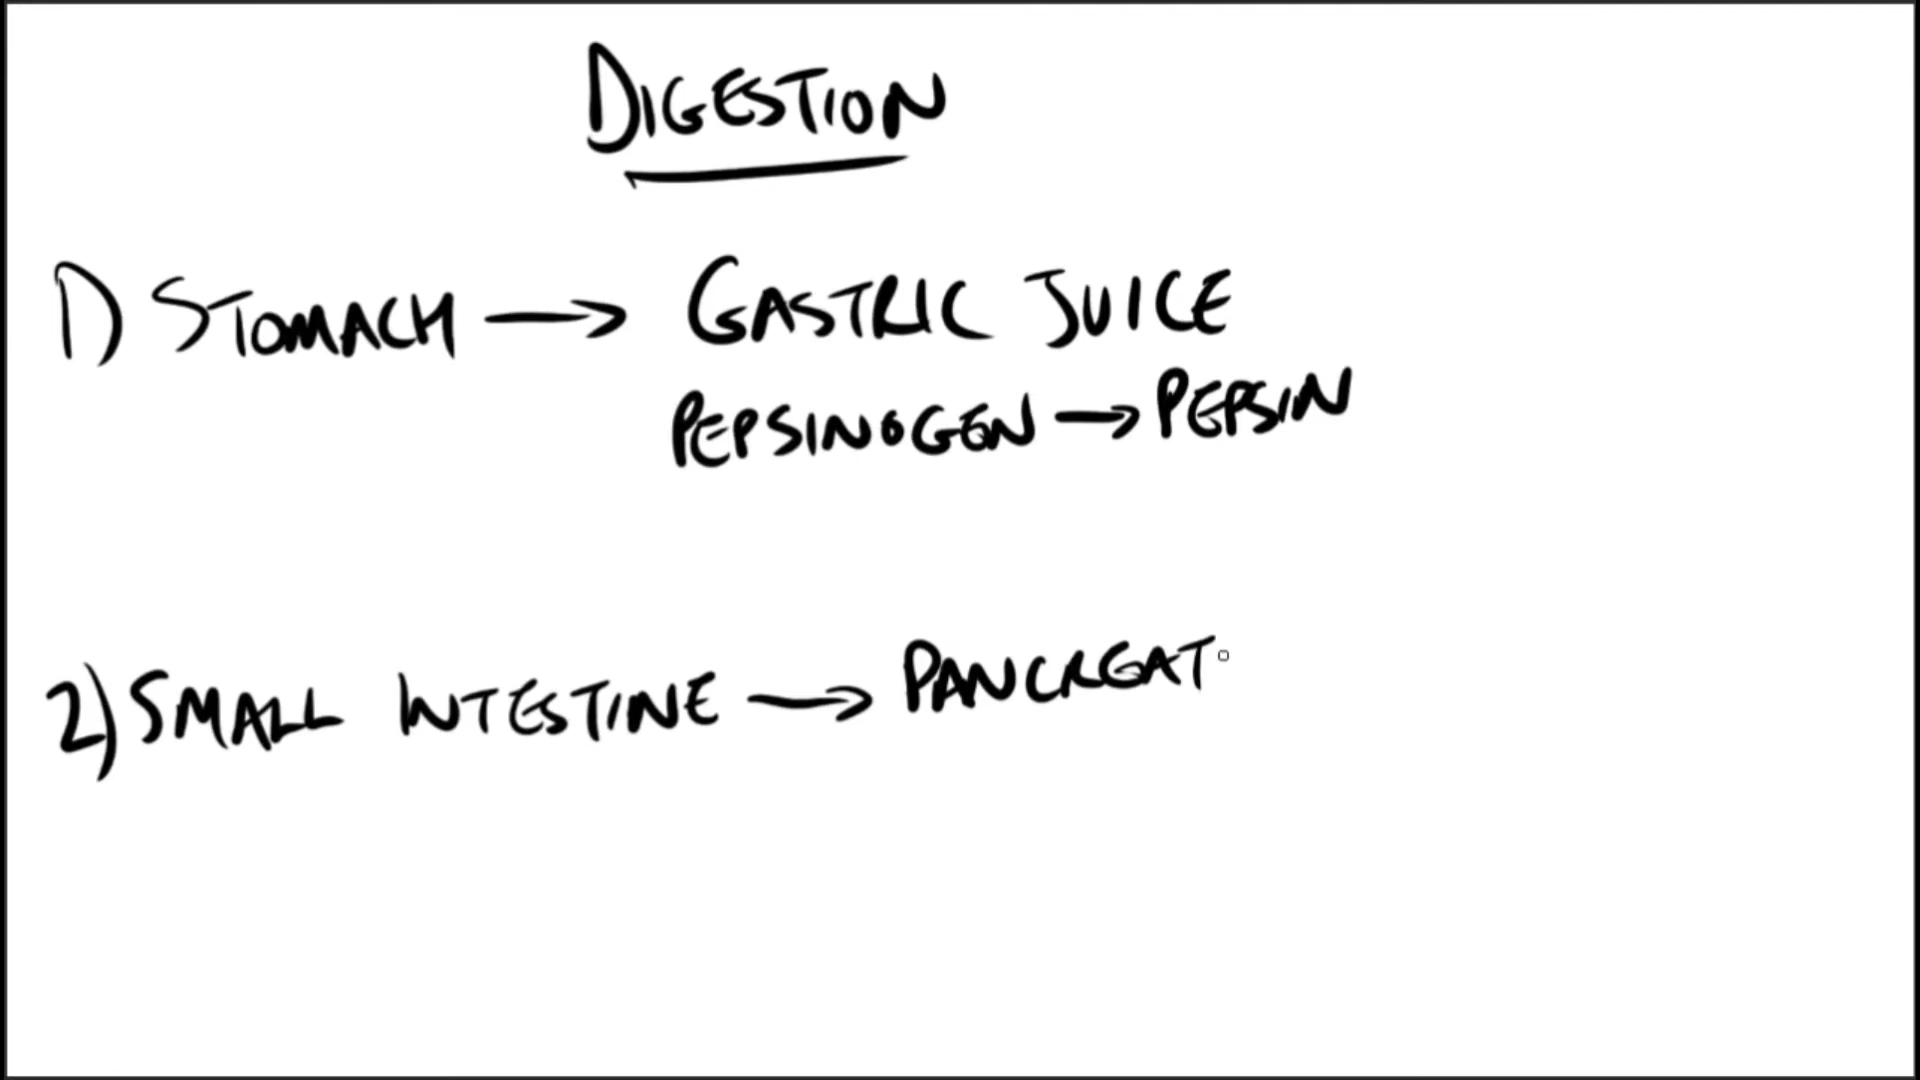 DIGESTION
1) STOMACH → GASTRIC JUICE
PEPSINOGEN → PEPSIN
2) SMALL INTESTINE → PANCREAT